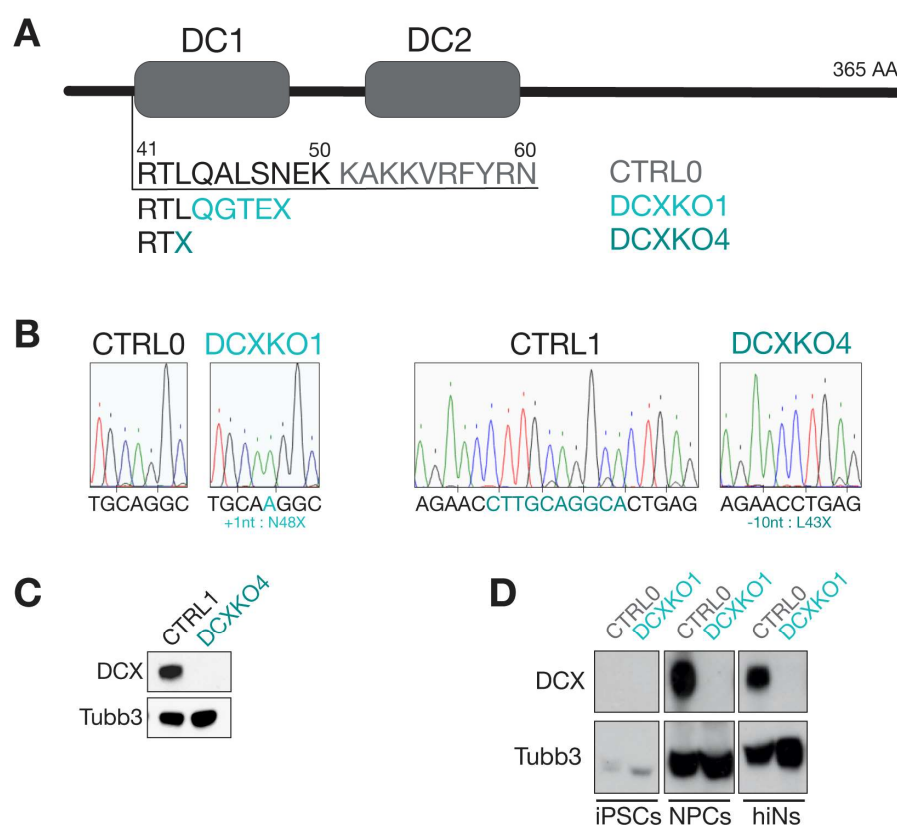 A
DC1 DC2
365 AA
41 50 60
RTLQALSNEK KAKKVRFYRN
RTLQGTEX
RTX
CTRL0
DCXKO1
DCXKO4
B
CTRL0 DCXKO1 CTRL1 DCXKO4
TGCAGGC TGCAAGGC AGAACCTTGCAGGCACTGAG AGAACCTGAG
+1nt : N48X -10nt : L43X
C
CTRL1 DCXKO4
DCX
Tubb3
D
CTRL0 DCXKO1 CTRL0 DCXKO1 CTRL0 DCXKO1
DCX
Tubb3
iPSCs NPCs hiNs